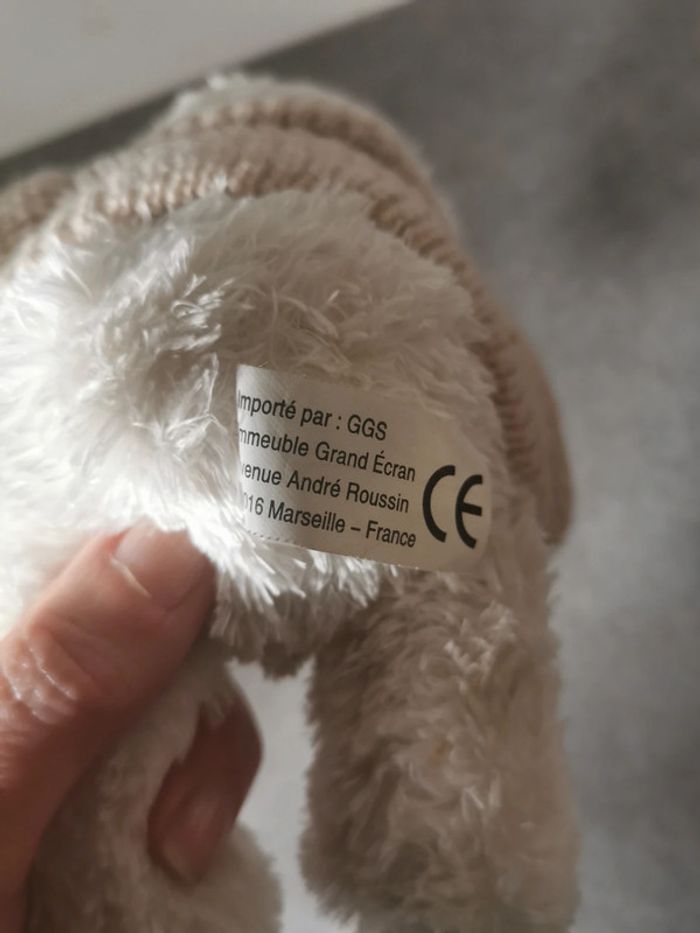 Importé par : GGS
mmeuble Grand Écran
venue André Roussin
016 Marseille – France
CE